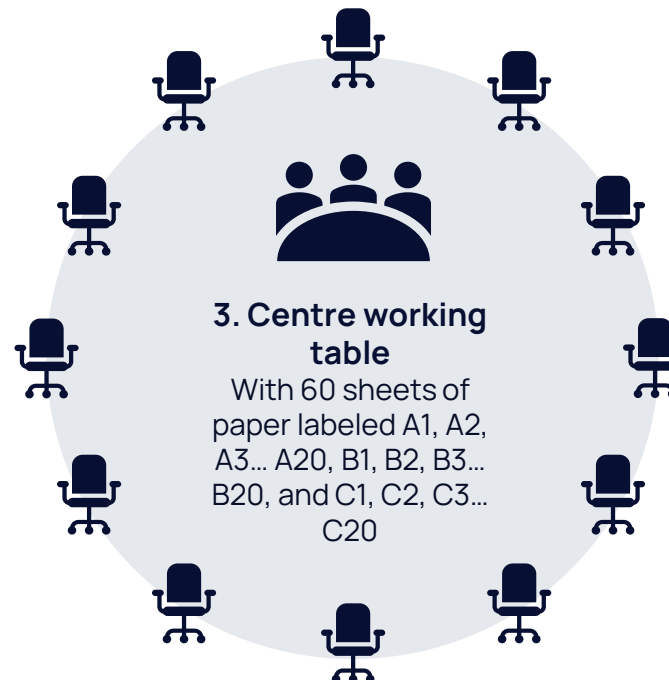 3. Centre working
table
With 60 sheets of
paper labeled A1, A2,
A3... A20, B1, B2, B3...
B20, and C1, C2, C3...
C20